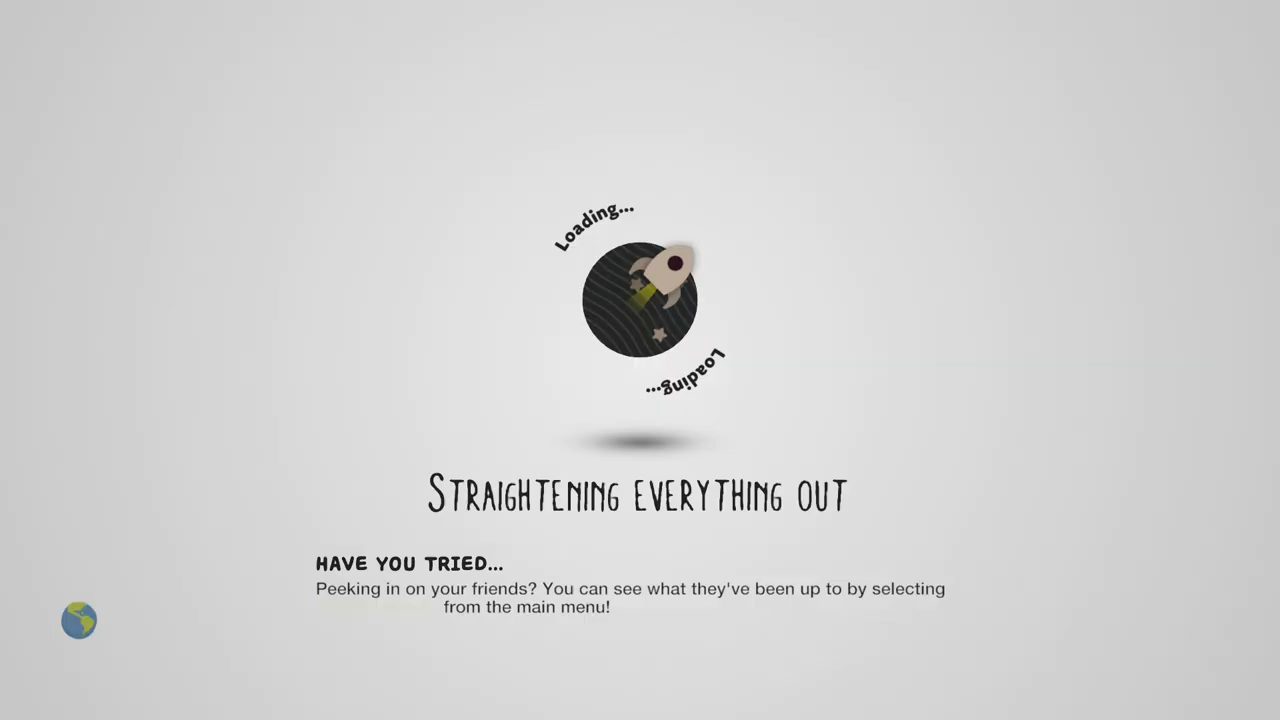 Loading...
Loading...
Straightening everything out
HAVE YOU TRIED...
Peeking in on your friends? You can see what they've been up to by selecting
from the main menu!